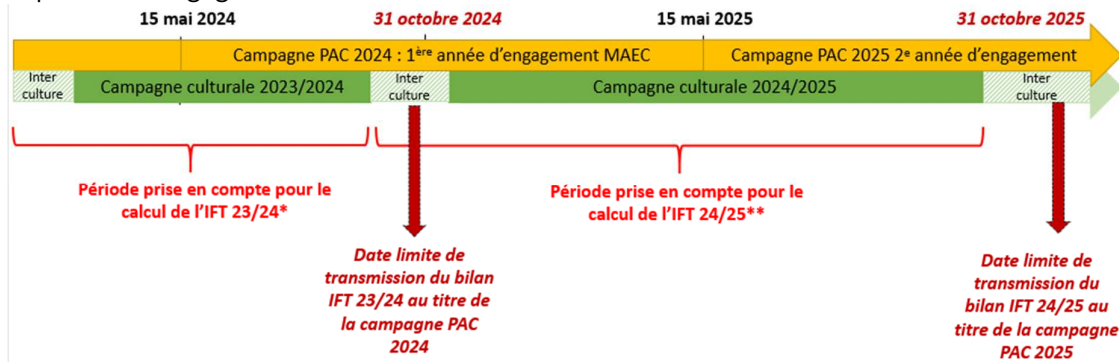 15 mai 2024
31 octobre 2024
15 mai 2025
31 octobre 2025
Campagne PAC 2024 : 1ère année d'engagement MAEC
Campagne PAC 2025 2e année d'engagement
Inter
culture
Campagne culturale 2023/2024
Inter
culture
Campagne culturale 2024/2025
Inter
culture
Période prise en compte pour le
calcul de l'IFT 23/24*
Période prise en compte pour le
calcul de l'IFT 24/25**
Date limite de
transmission du bilan
IFT 23/24 au titre de
la campagne PAC
2024
Date limite de
transmission du
bilan IFT 24/25 au
titre de la campagne
PAC 2025